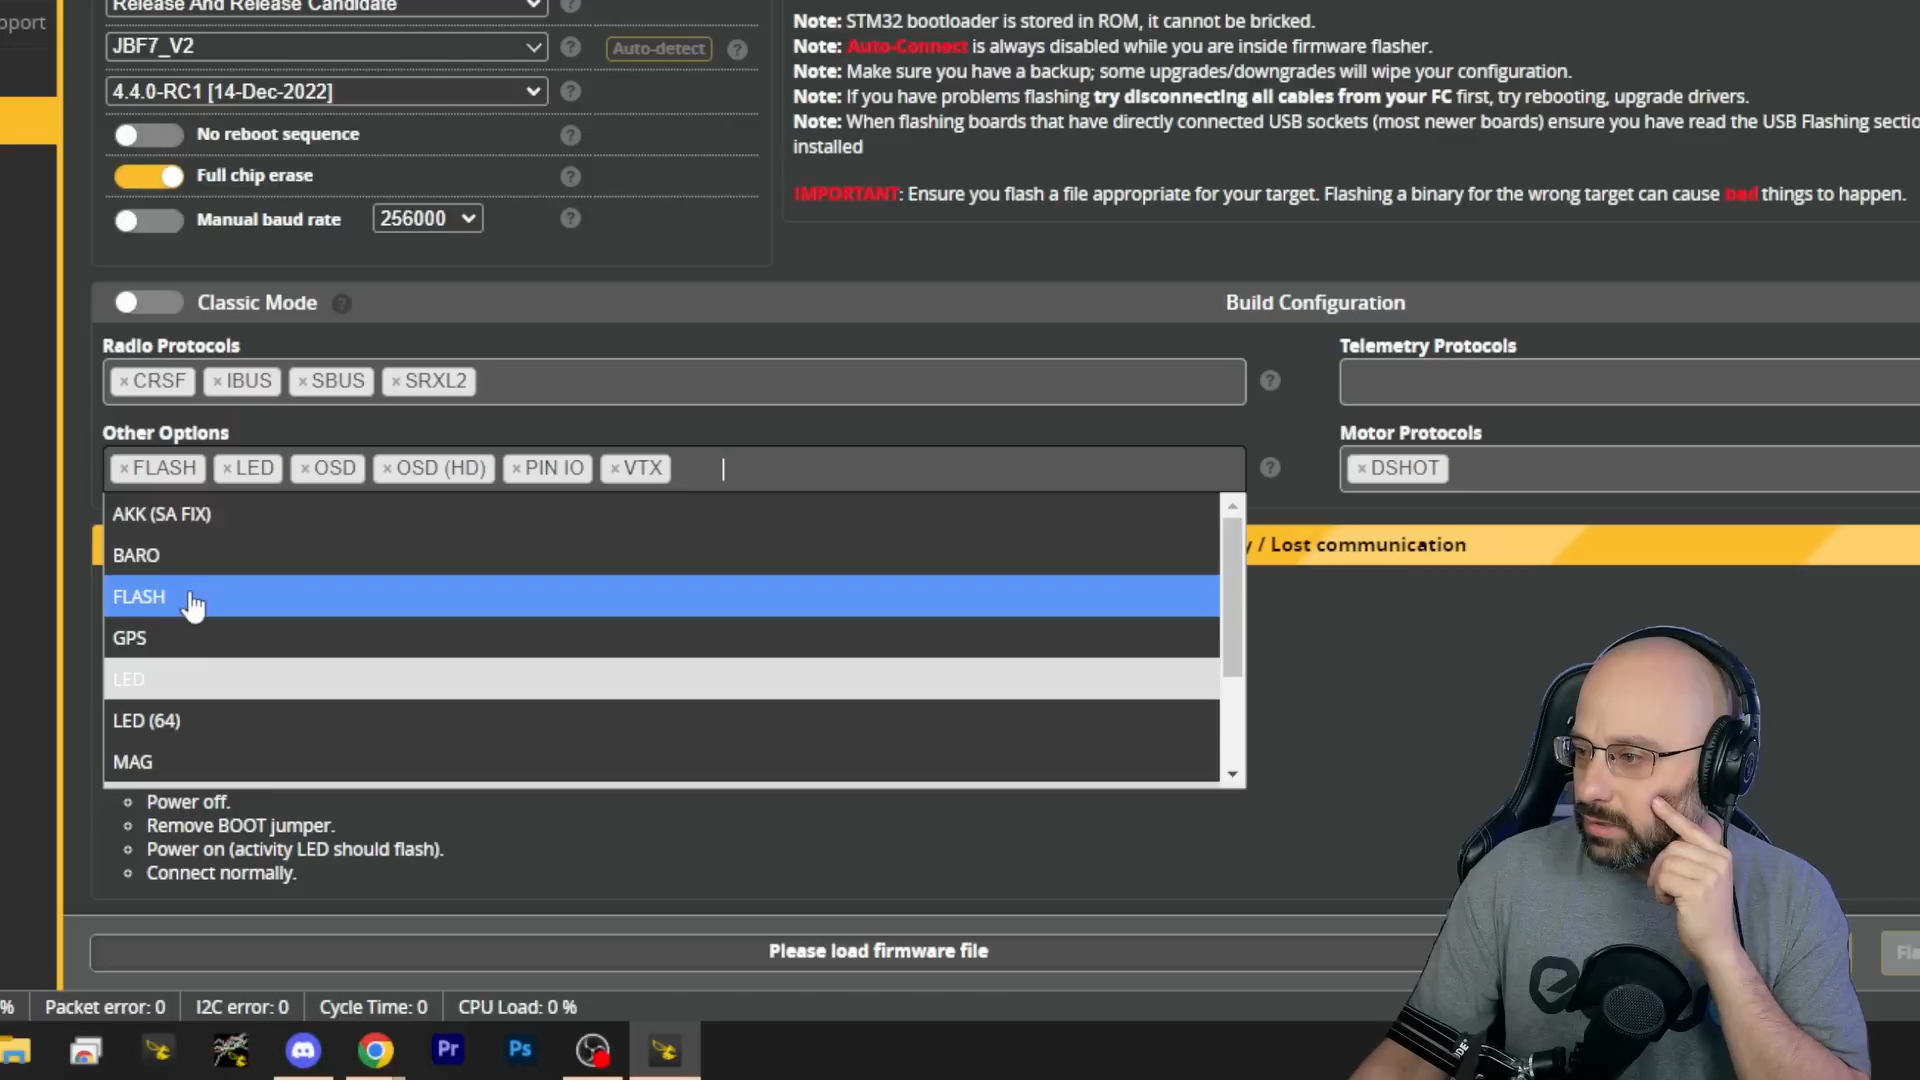 pport
Release And Release Candidate
JBF7_V2
Auto-detect
4.4.0-RC1 [14-Dec-2022]
No reboot sequence
Full chip erase
Manual baud rate
256000
Note: STM32 bootloader is stored in ROM, it cannot be bricked.
Note: Auto-Connect is always disabled while you are inside firmware flasher.
Note: Make sure you have a backup; some upgrades/downgrades will wipe your configuration.
Note: If you have problems flashing try disconnecting all cables from your FC first, try rebooting, upgrade drivers.
Note: When flashing boards that have directly connected USB sockets (most newer boards) ensure you have read the USB Flashing sectio
installed
IMPORTANT: Ensure you flash a file appropriate for your target. Flashing a binary for the wrong target can cause bad things to happen.
Classic Mode
Build Configuration
Radio Protocols
× CRSF × IBUS × SBUS × SRXL2
Telemetry Protocols
Other Options
× FLASH × LED × OSD × OSD (HD) × PIN IO × VTX
Motor Protocols
× DSHOT
AKK (SA FIX)
BARO
FLASH
GPS
LED
LED (64)
MAG
y / Lost communication
Power off.
Remove BOOT jumper.
Power on (activity LED should flash).
Connect normally.
Please load firmware file
Fla
% Packet error: 0 I2C error: 0 Cycle Time: 0 CPU Load: 0 %
Pr
Ps